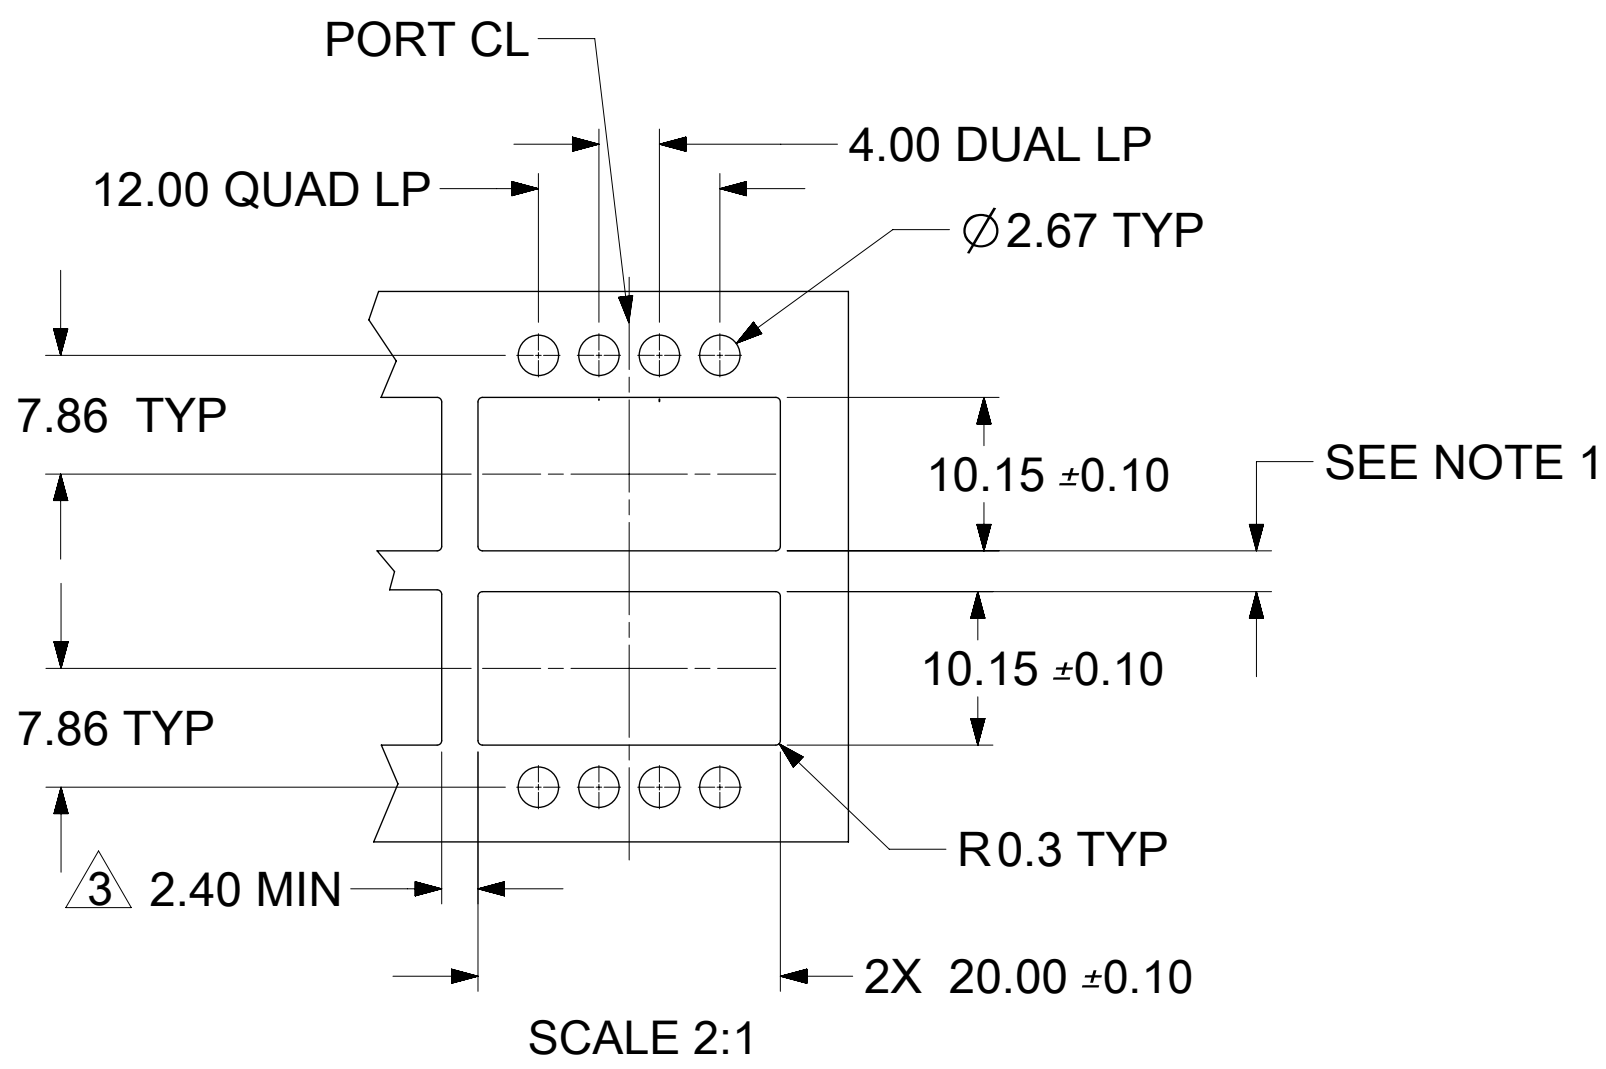 PORT CL
4.00 DUAL LP
12.00 QUAD LP
⌀2.67 TYP
7.86 TYP
10.15 ±0.10
SEE NOTE 1
10.15 ±0.10
7.86 TYP
R0.3 TYP
3 2.40 MIN
2X 20.00 ±0.10
SCALE 2:1